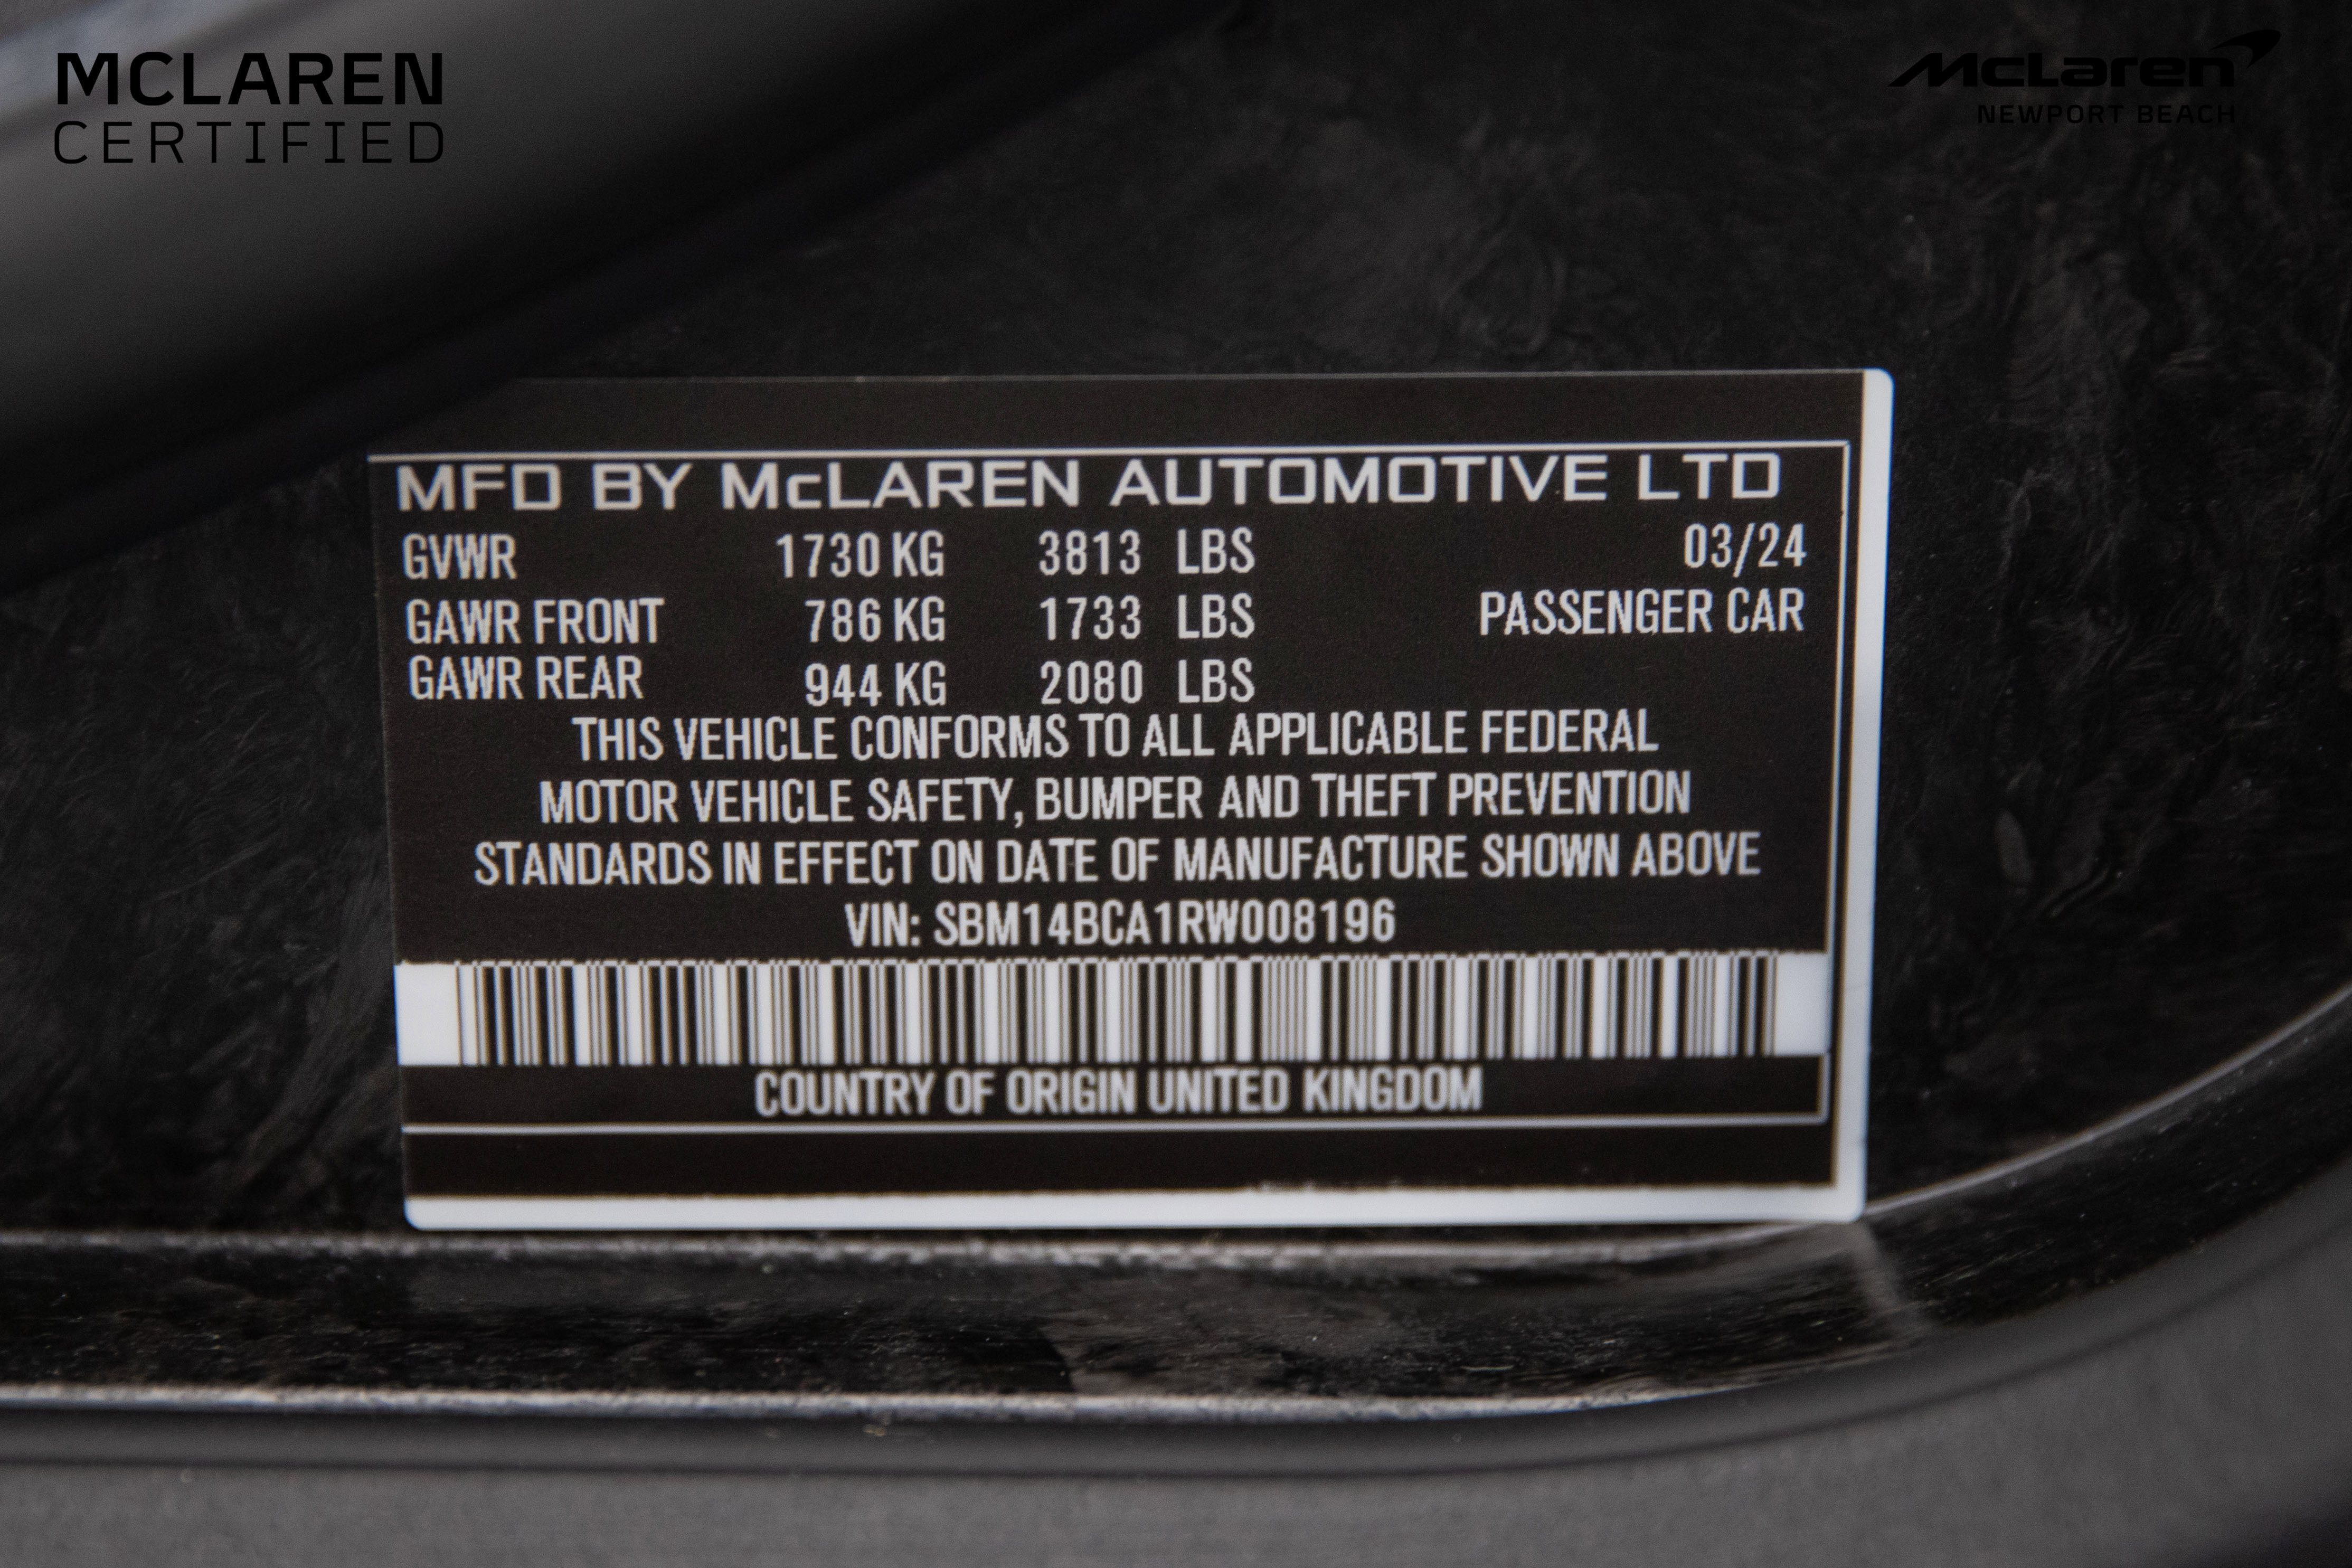 MCLAREN
CERTIFIED
McLaren
NEWPORT BEACH
MFD BY McLAREN AUTOMOTIVE LTD
GVWR 1730 KG 3813 LBS 03/24
GAWR FRONT 786 KG 1733 LBS PASSENGER CAR
GAWR REAR 944 KG 2080 LBS
THIS VEHICLE CONFORMS TO ALL APPLICABLE FEDERAL
MOTOR VEHICLE SAFETY, BUMPER AND THEFT PREVENTION
STANDARDS IN EFFECT ON DATE OF MANUFACTURE SHOWN ABOVE
VIN: SBM14BCA1RW008196
COUNTRY OF ORIGIN UNITED KINGDOM